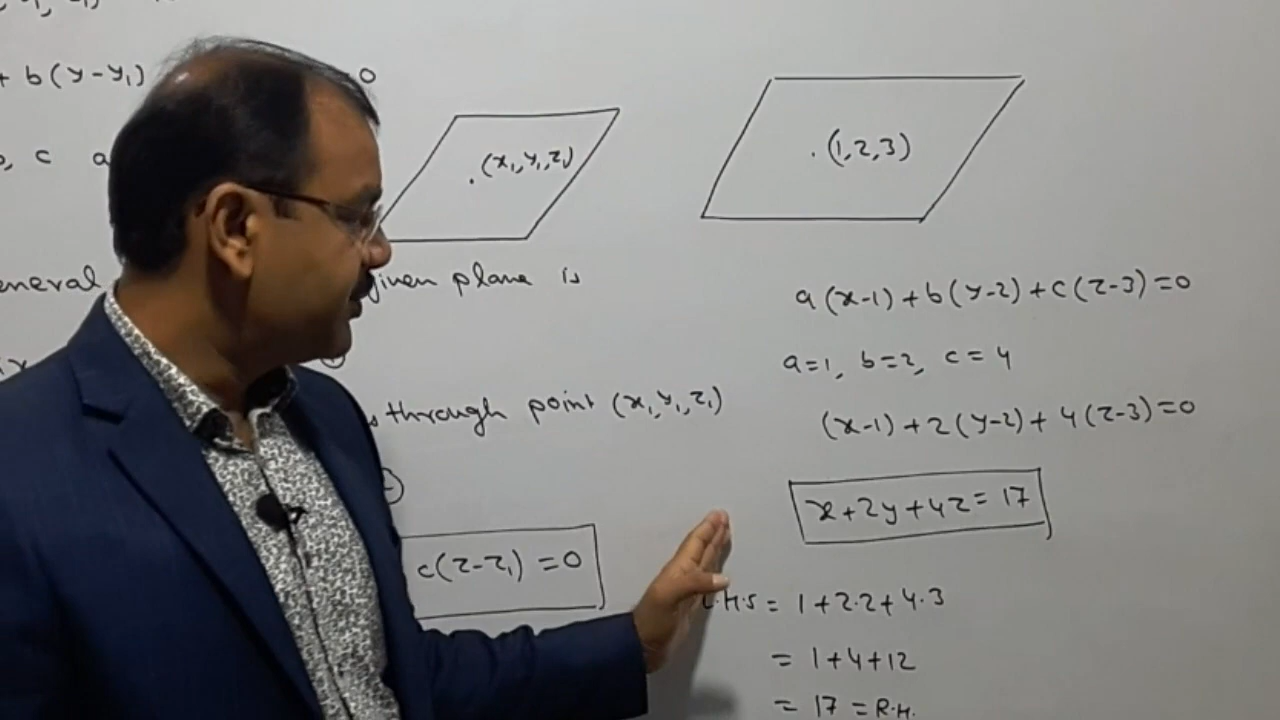 + b(y-y₁)
0
, c a
(x₁, y₁, z₁)
eneral given plane is
through point (x₁, y₁, z₁)
c(z-z₁) = 0
.(1, 2, 3)
a(x-1) + b(y-2) + c(z-3) = 0
a=1, b=2, c=4
(x-1) + 2(y-2) + 4(z-3) = 0
x+2y+4z = 17
L.H.S = 1+2.2+4.3
= 1+4+12
= 17 = R.H.